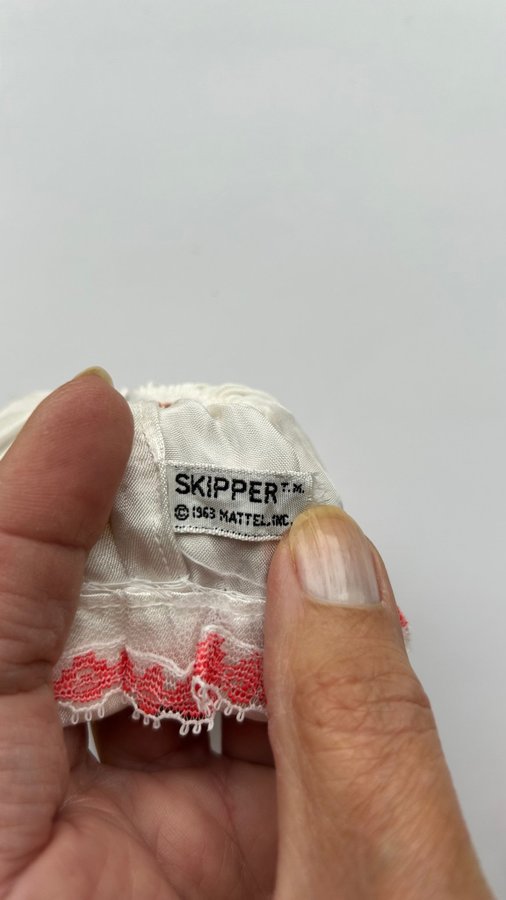 SKIPPER T.M.
© 1963 MATTEL, INC.